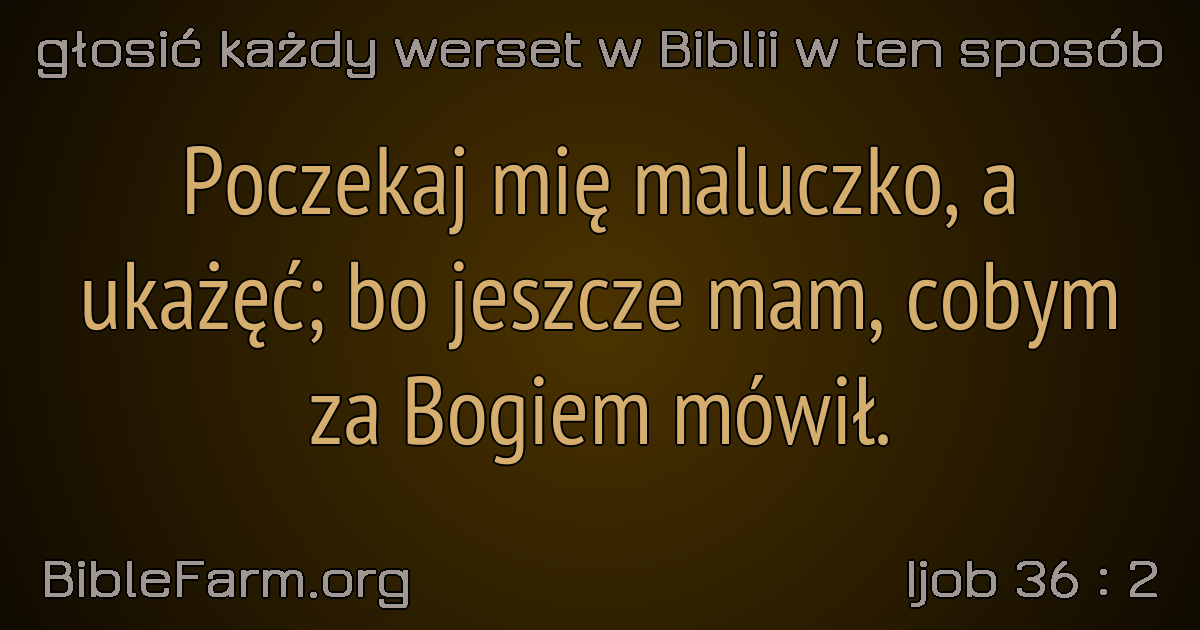 głosić każdy werset w Biblii w ten sposób
Poczekaj mię maluczko, a
ukażęć; bo jeszcze mam, cobym
za Bogiem mówił.
BibleFarm.org
Ijob 36 : 2